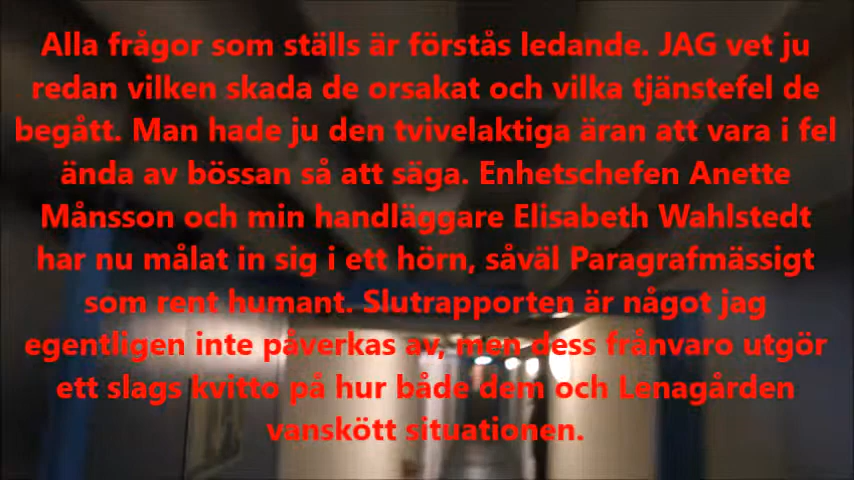 Alla frågor som ställs är förstås ledande. JAG vet ju
redan vilken skada de orsakat och vilka tjänstefel de
begått. Man hade ju den tvivelaktiga äran att vara i fel
ända av bössan så att säga. Enhetschefen Anette
Månsson och min handläggare Elisabeth Wahlstedt
har nu målat in sig i ett hörn, såväl Paragrafmässigt
som rent humant. Slutrapporten är något jag
egentligen inte påverkas av, men dess frånvaro utgör
ett slags kvitto på hur både dem och Lenagården
vanskött situationen.